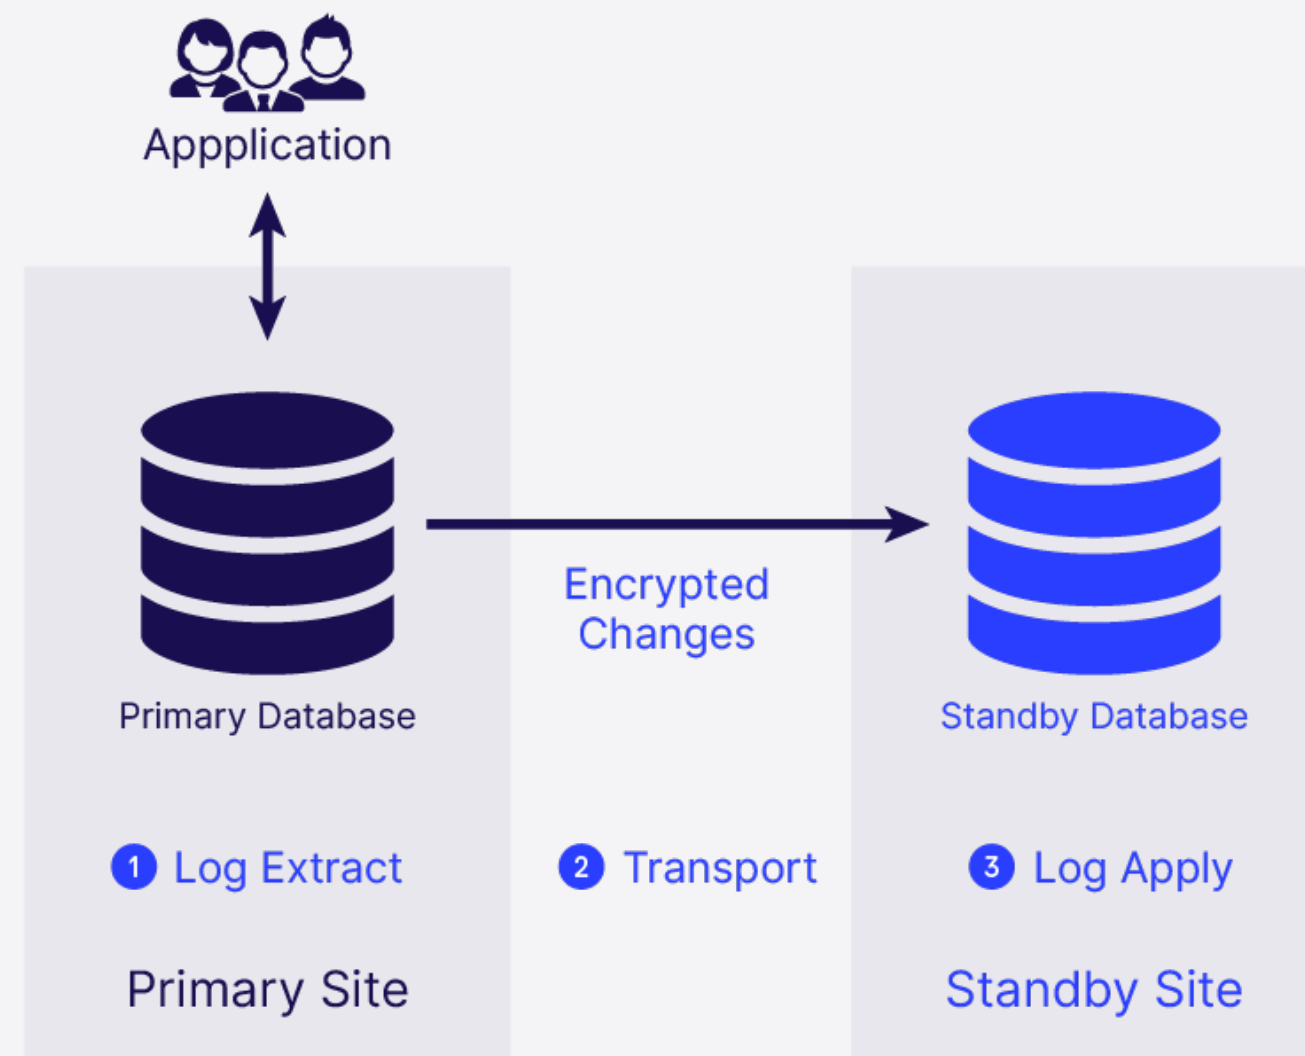 Appplication
Encrypted
Changes
Primary Database
Standby Database
1 Log Extract
2 Transport
3 Log Apply
Primary Site
Standby Site